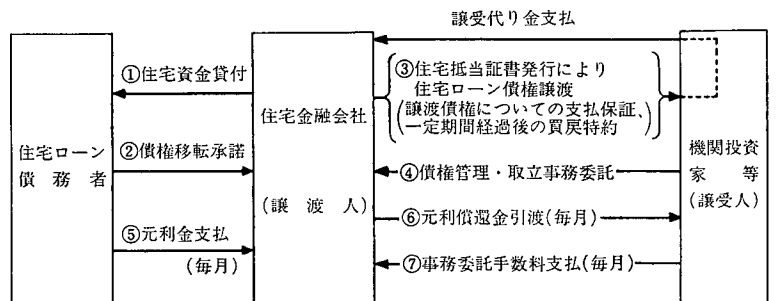 譲受代り金支払
①住宅資金貸付
③住宅抵当証書発行により
住宅ローン債権譲渡
(譲渡債権についての支払保証、
一定期間経過後の買戻特約)
住宅金融会社
(譲渡人)
住宅ローン
債務者
②債権移転承諾
機関投資
家等
(譲受人)
④債権管理・取立事務委託
⑤元利金支払
(毎月)
⑥元利償還金引渡(毎月)
⑦事務委託手数料支払(毎月)